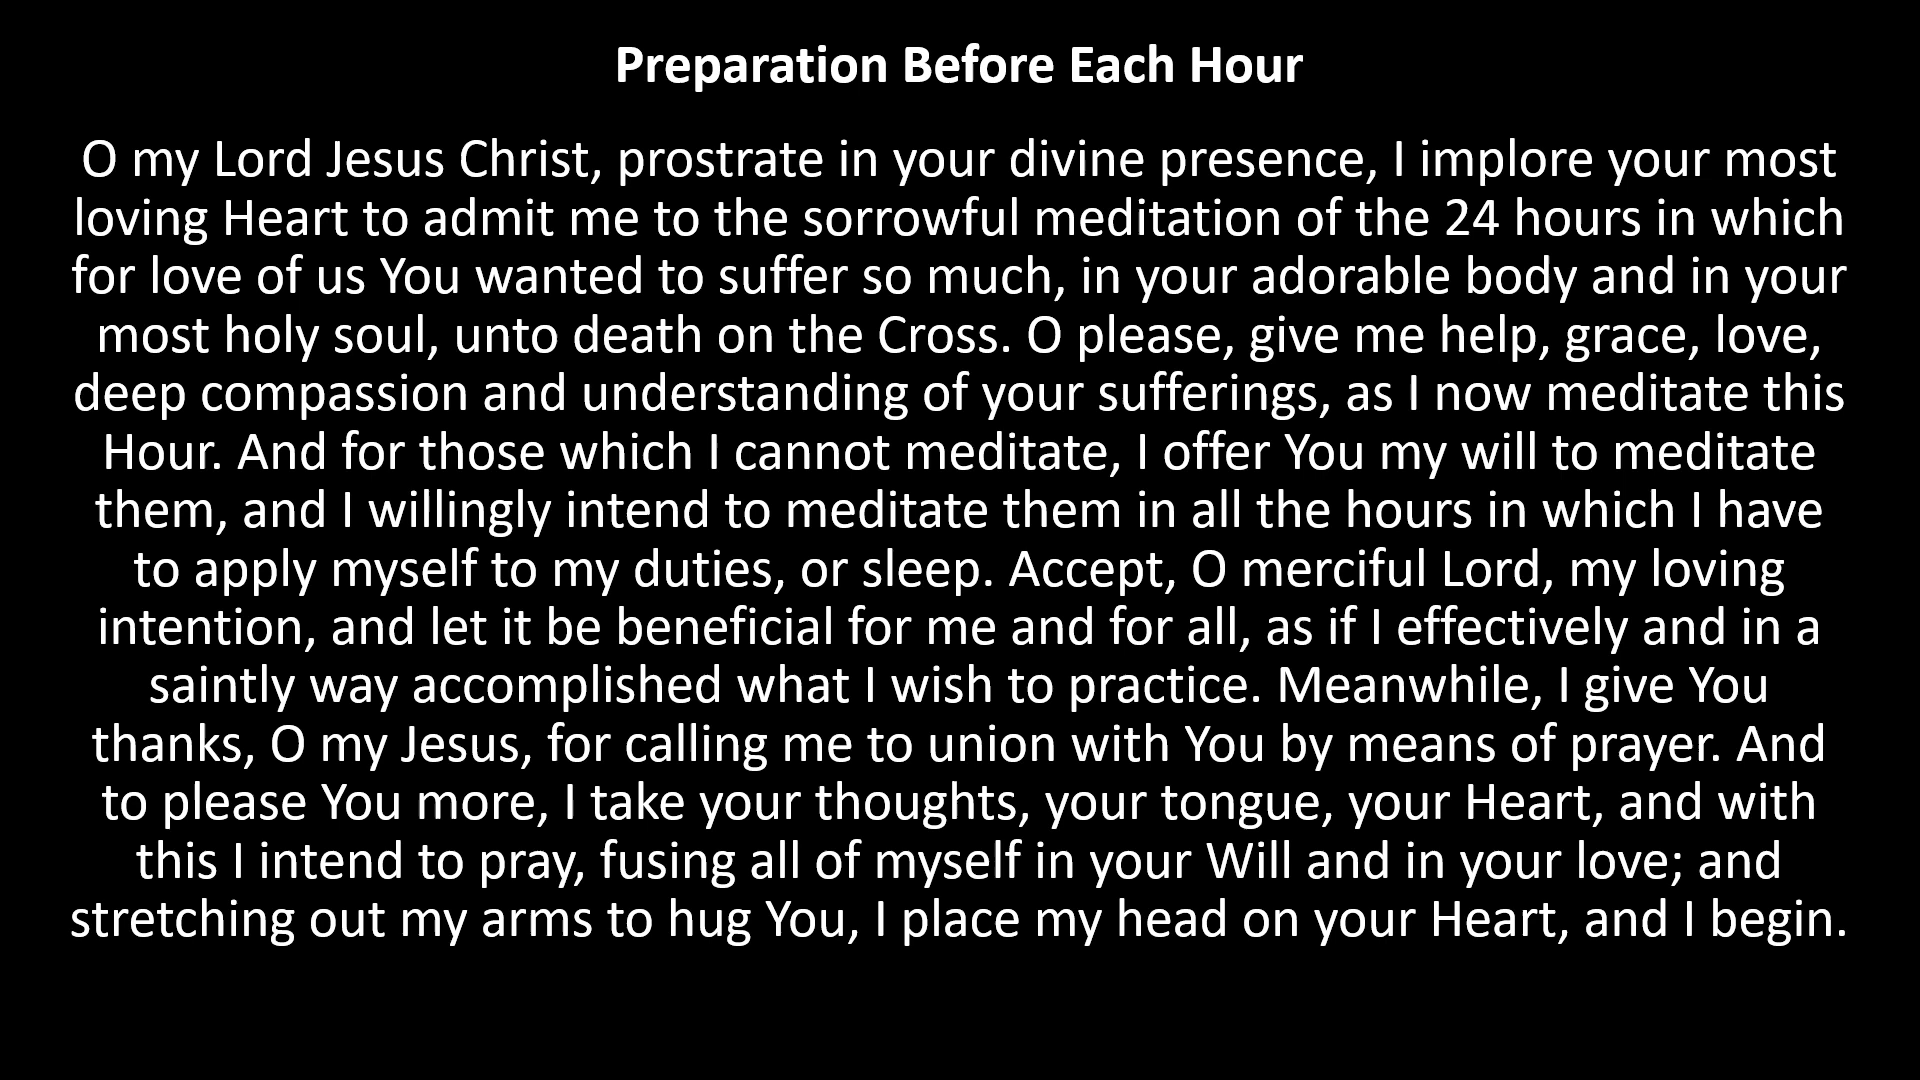 Preparation Before Each Hour
O my Lord Jesus Christ, prostrate in your divine presence, I implore your most
loving Heart to admit me to the sorrowful meditation of the 24 hours in which
for love of us You wanted to suffer so much, in your adorable body and in your
most holy soul, unto death on the Cross. O please, give me help, grace, love,
deep compassion and understanding of your sufferings, as I now meditate this
Hour. And for those which I cannot meditate, I offer You my will to meditate
them, and I willingly intend to meditate them in all the hours in which I have
to apply myself to my duties, or sleep. Accept, O merciful Lord, my loving
intention, and let it be beneficial for me and for all, as if I effectively and in a
saintly way accomplished what I wish to practice. Meanwhile, I give You
thanks, O my Jesus, for calling me to union with You by means of prayer. And
to please You more, I take your thoughts, your tongue, your Heart, and with
this I intend to pray, fusing all of myself in your Will and in your love; and
stretching out my arms to hug You, I place my head on your Heart, and I begin.